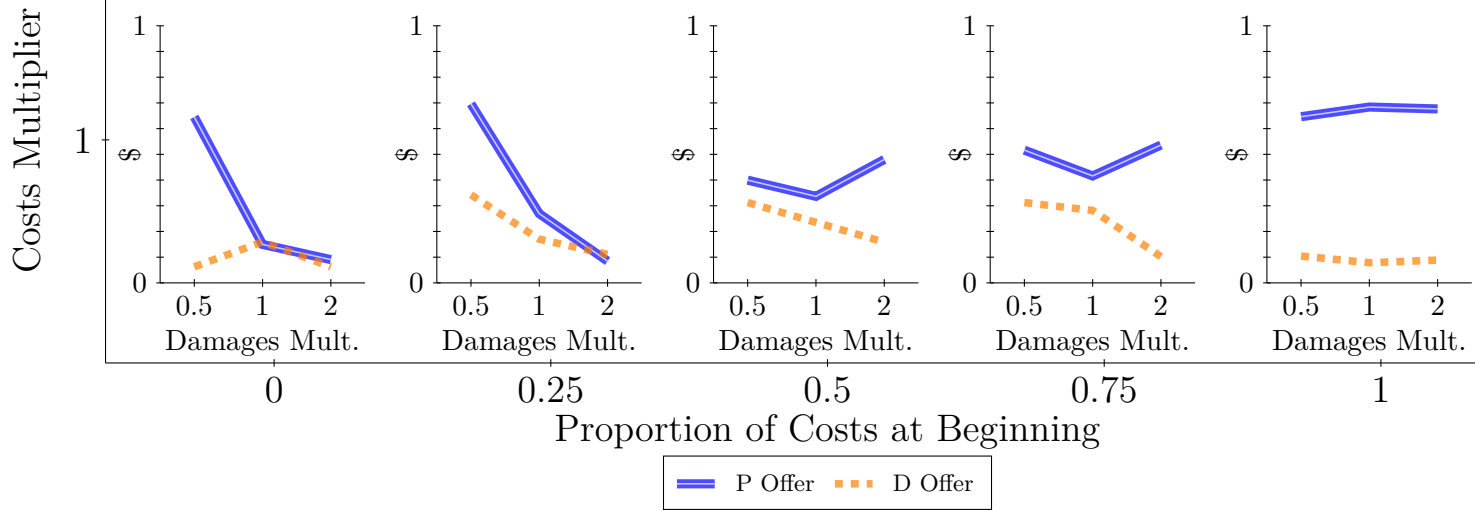 Costs Multiplier
1
1 1 1 1 1
$ $ $ $ $
0 0 0 0 0
0.5 1 2 0.5 1 2 0.5 1 2 0.5 1 2 0.5 1 2
Damages Mult. Damages Mult. Damages Mult. Damages Mult. Damages Mult.
0 0.25 0.5 0.75 1
Proportion of Costs at Beginning
P Offer D Offer